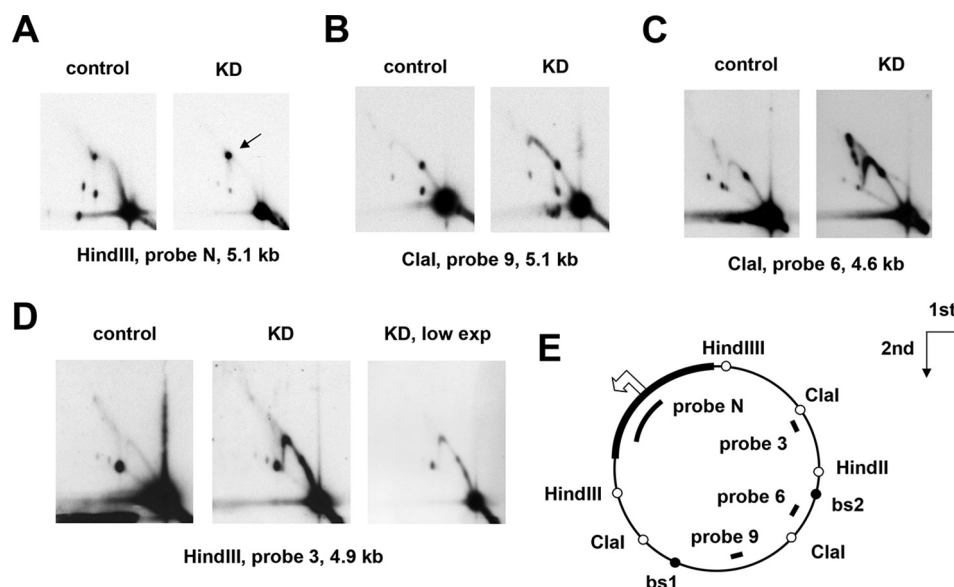 A
control
KD
HindIII, probe N, 5.1 kb
B
control
KD
ClaI, probe 9, 5.1 kb
C
control
KD
ClaI, probe 6, 4.6 kb
D
control
KD
KD, low exp
HindIII, probe 3, 4.9 kb
E
1st
2nd
HindIIII
ClaI
probe N
probe 3
HindII
probe 6
bs2
HindIII
probe 9
ClaI
ClaI
bs1